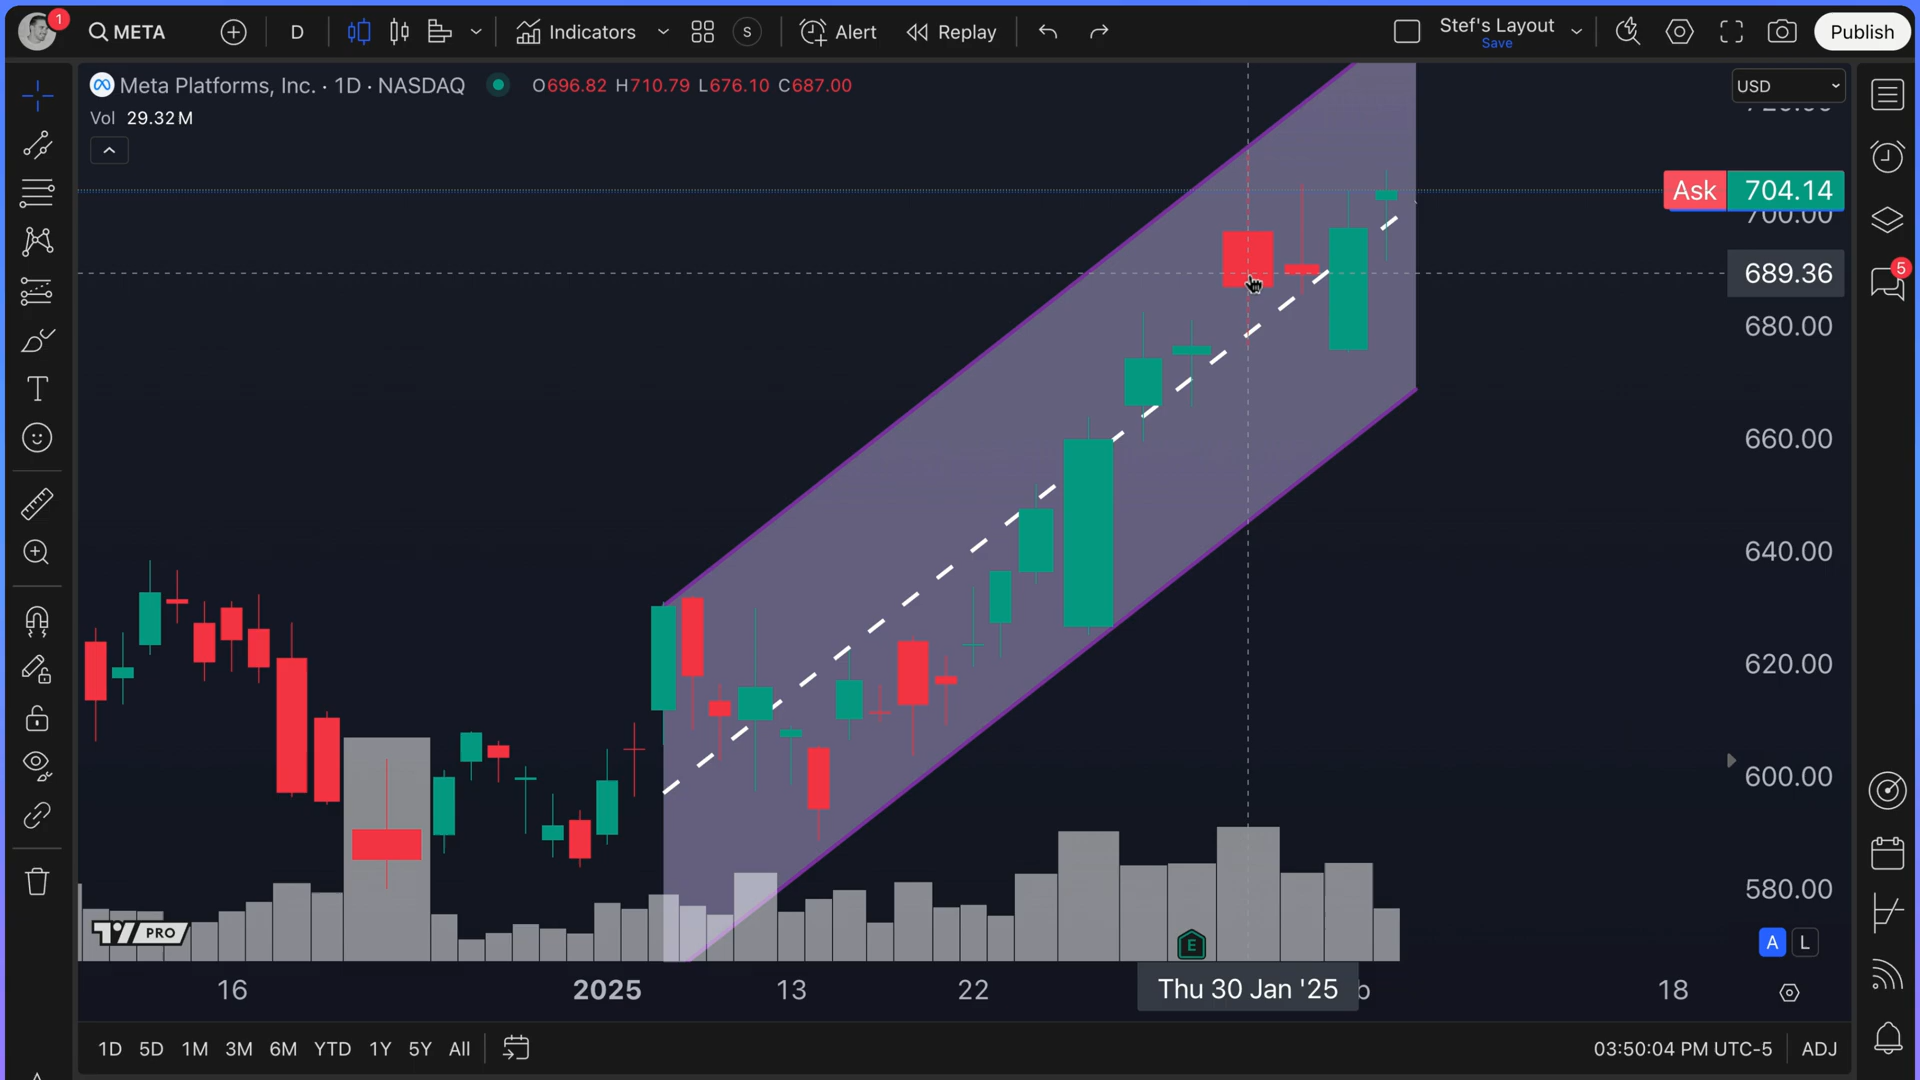 1
META
D
Indicators
S
Alert
Replay
Stef's Layout
Save
Publish
Meta Platforms, Inc. · 1D · NASDAQ
O696.82 H710.79 L676.10 C687.00
USD
Vol 29.32M
Ask 704.14
700.00
689.36
5
680.00
660.00
640.00
620.00
600.00
580.00
PRO
E
A
L
16
2025
13
22
Thu 30 Jan '25
18
1D 5D 1M 3M 6M YTD 1Y 5Y All
03:50:04 PM UTC-5
ADJ